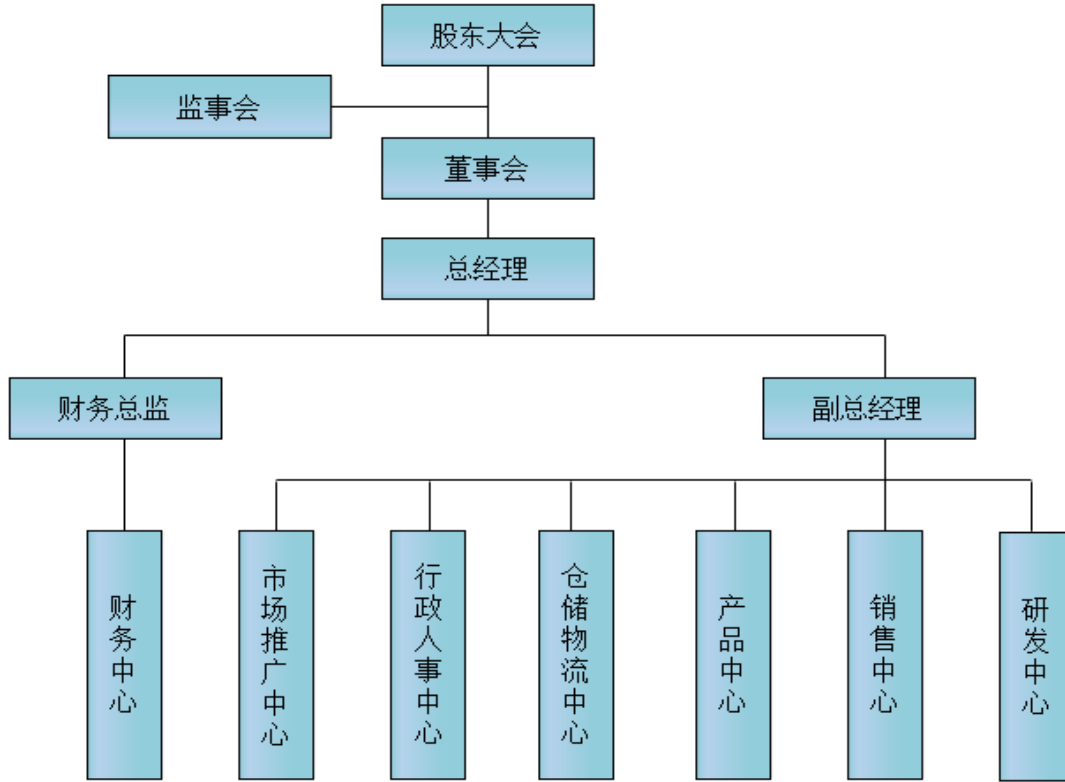 股东大会
监事会
董事会
总经理
财务总监
副总经理
财务中心
市场推广中心
行政人事中心
仓储物流中心
产品中心
销售中心
研发中心